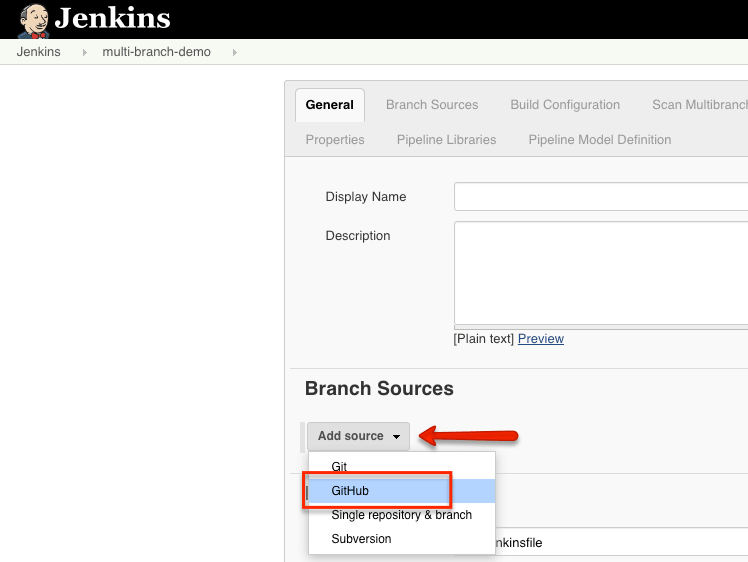 Jenkins
Jenkins multi-branch-demo
General Branch Sources Build Configuration Scan Multibranch
Properties Pipeline Libraries Pipeline Model Definition
Display Name
Description
[Plain text] Preview
Branch Sources
Add source
Git
GitHub
Single repository & branch
Subversion
nkinsfile